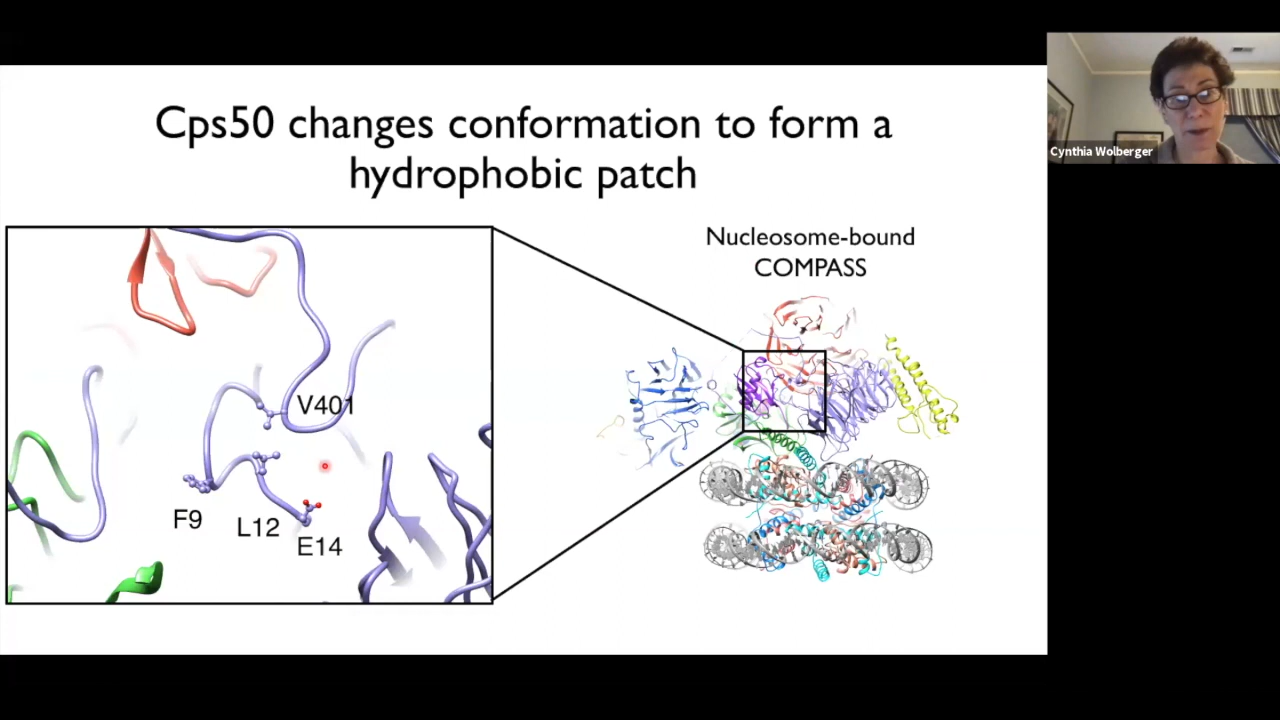 Cps50 changes conformation to form a
hydrophobic patch
Cynthia Wolberger
Nucleosome-bound
COMPASS
V401
F9
L12
E14